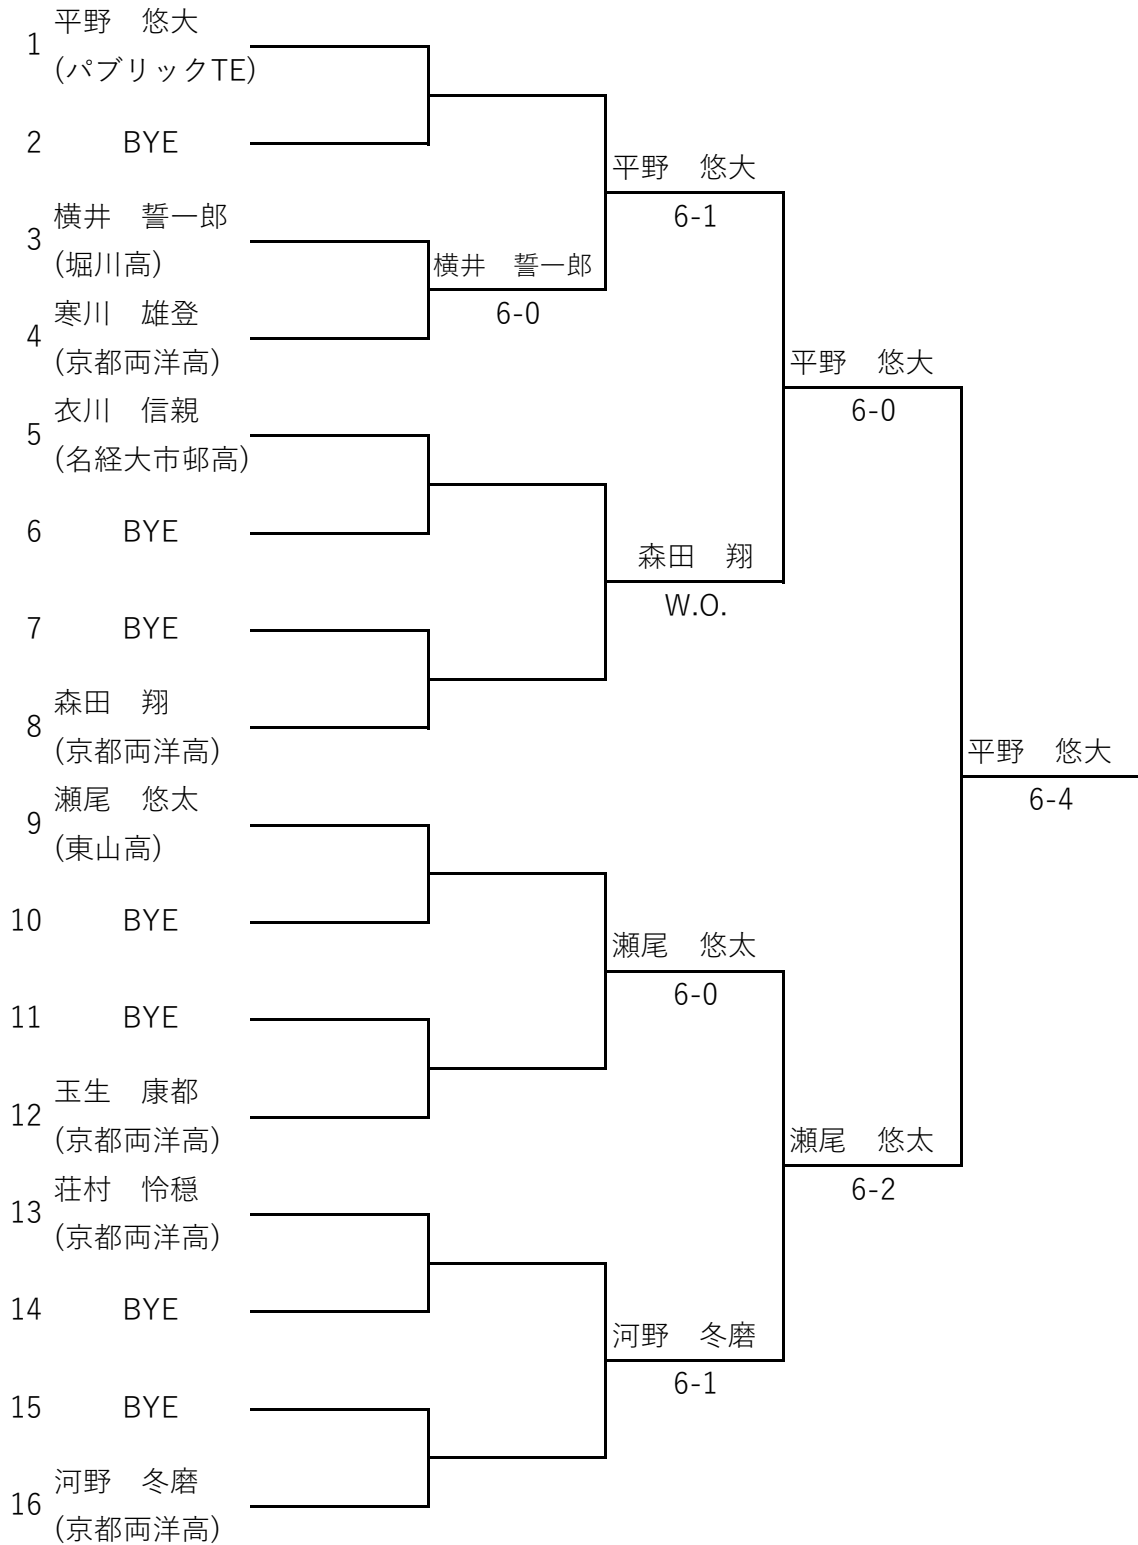 1
平野　悠大
(パブリックTE)
2
BYE
3
横井　誓一郎
(堀川高)
4
寒川　雄登
(京都両洋高)
5
衣川　信親
(名経大市邨高)
6
BYE
7
BYE
8
森田　翔
(京都両洋高)
9
瀬尾　悠太
(東山高)
10
BYE
11
BYE
12
玉生　康都
(京都両洋高)
13
荘村　怜穏
(京都両洋高)
14
BYE
15
BYE
16
河野　冬磨
(京都両洋高)
横井　誓一郎
6-0
平野　悠大
6-1
森田　翔
W.O.
瀬尾　悠太
6-0
河野　冬磨
6-1
平野　悠大
6-0
瀬尾　悠太
6-2
平野　悠大
6-4